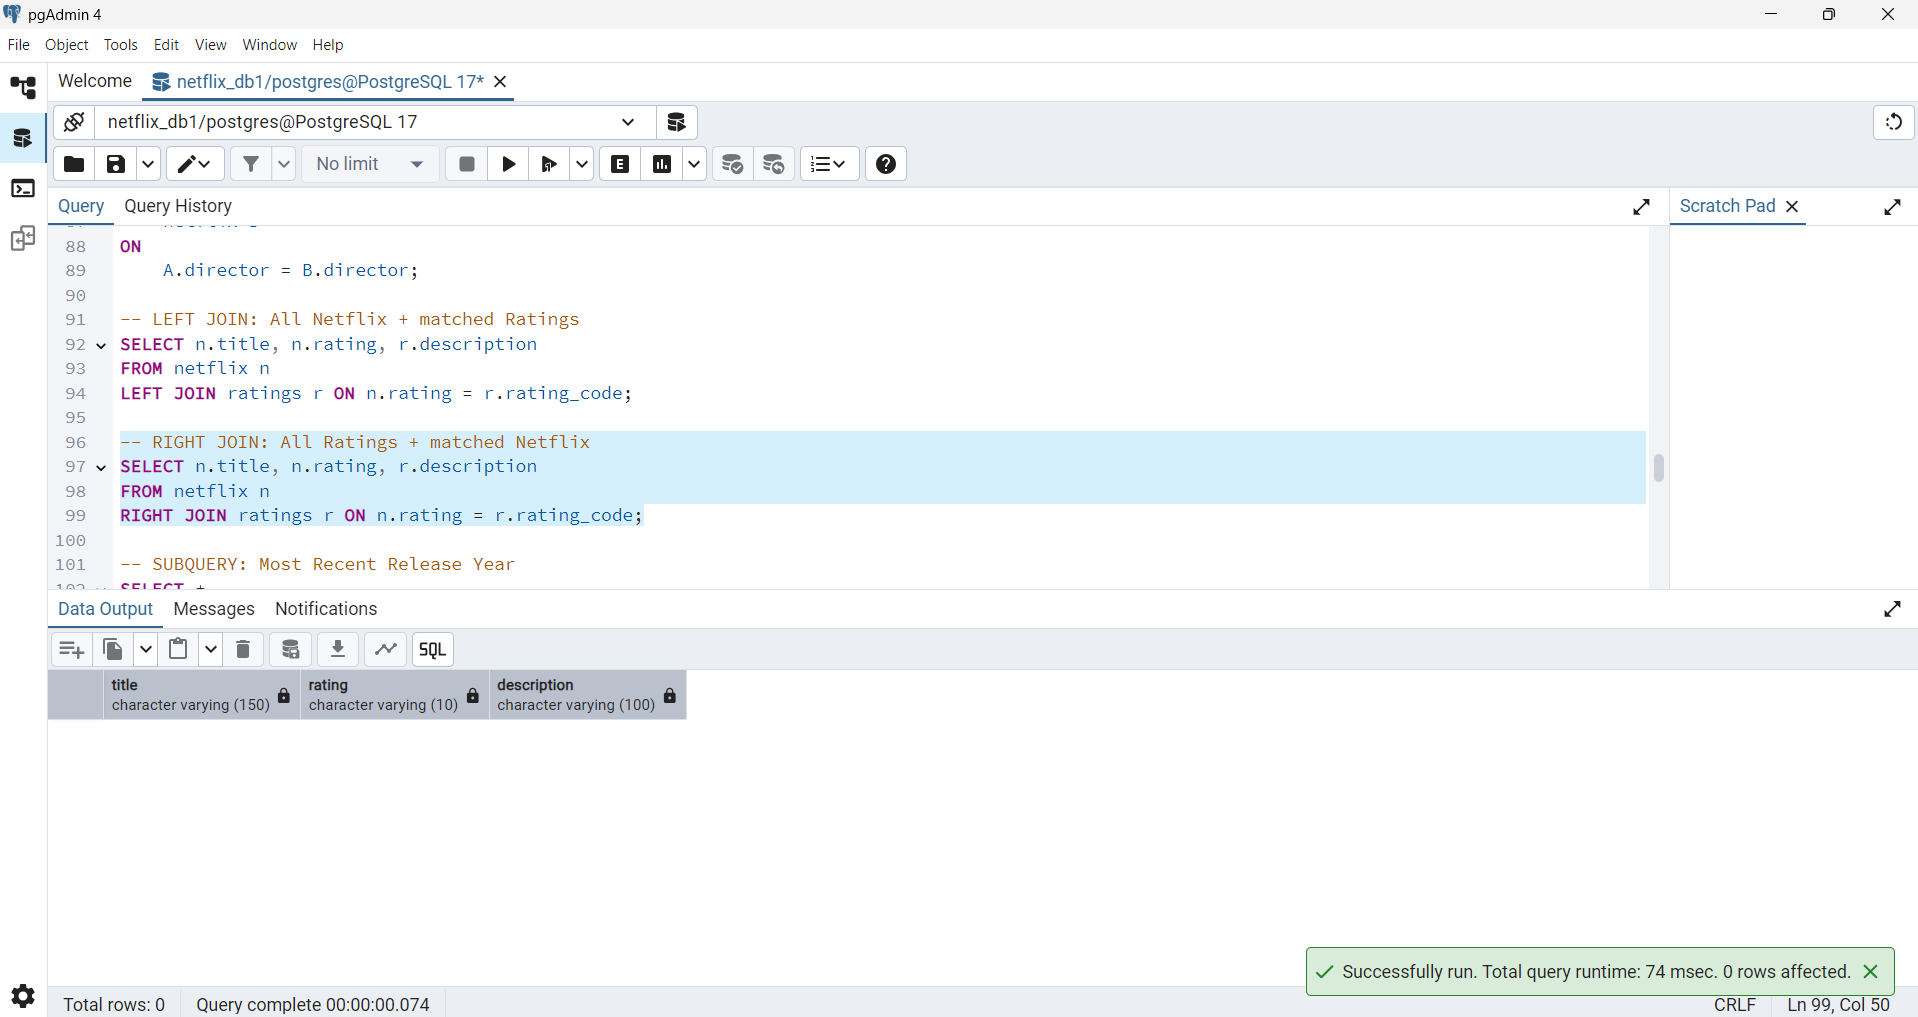 pgAdmin 4
File Object Tools Edit View Window Help
Welcome netflix_db1/postgres@PostgreSQL 17*
netflix_db1/postgres@PostgreSQL 17
No limit E
Query Query History Scratch Pad
88 ON
89 A.director = B.director;
90
91 -- LEFT JOIN: All Netflix + matched Ratings
92 SELECT n.title, n.rating, r.description
93 FROM netflix n
94 LEFT JOIN ratings r ON n.rating = r.rating_code;
95
96 -- RIGHT JOIN: All Ratings + matched Netflix
97 SELECT n.title, n.rating, r.description
98 FROM netflix n
99 RIGHT JOIN ratings r ON n.rating = r.rating_code;
100
101 -- SUBQUERY: Most Recent Release Year
102 SELECT *
Data Output Messages Notifications
SQL
title rating description
character varying (150) character varying (10) character varying (100)
Successfully run. Total query runtime: 74 msec. 0 rows affected.
Total rows: 0 Query complete 00:00:00.074 CRLF Ln 99, Col 50